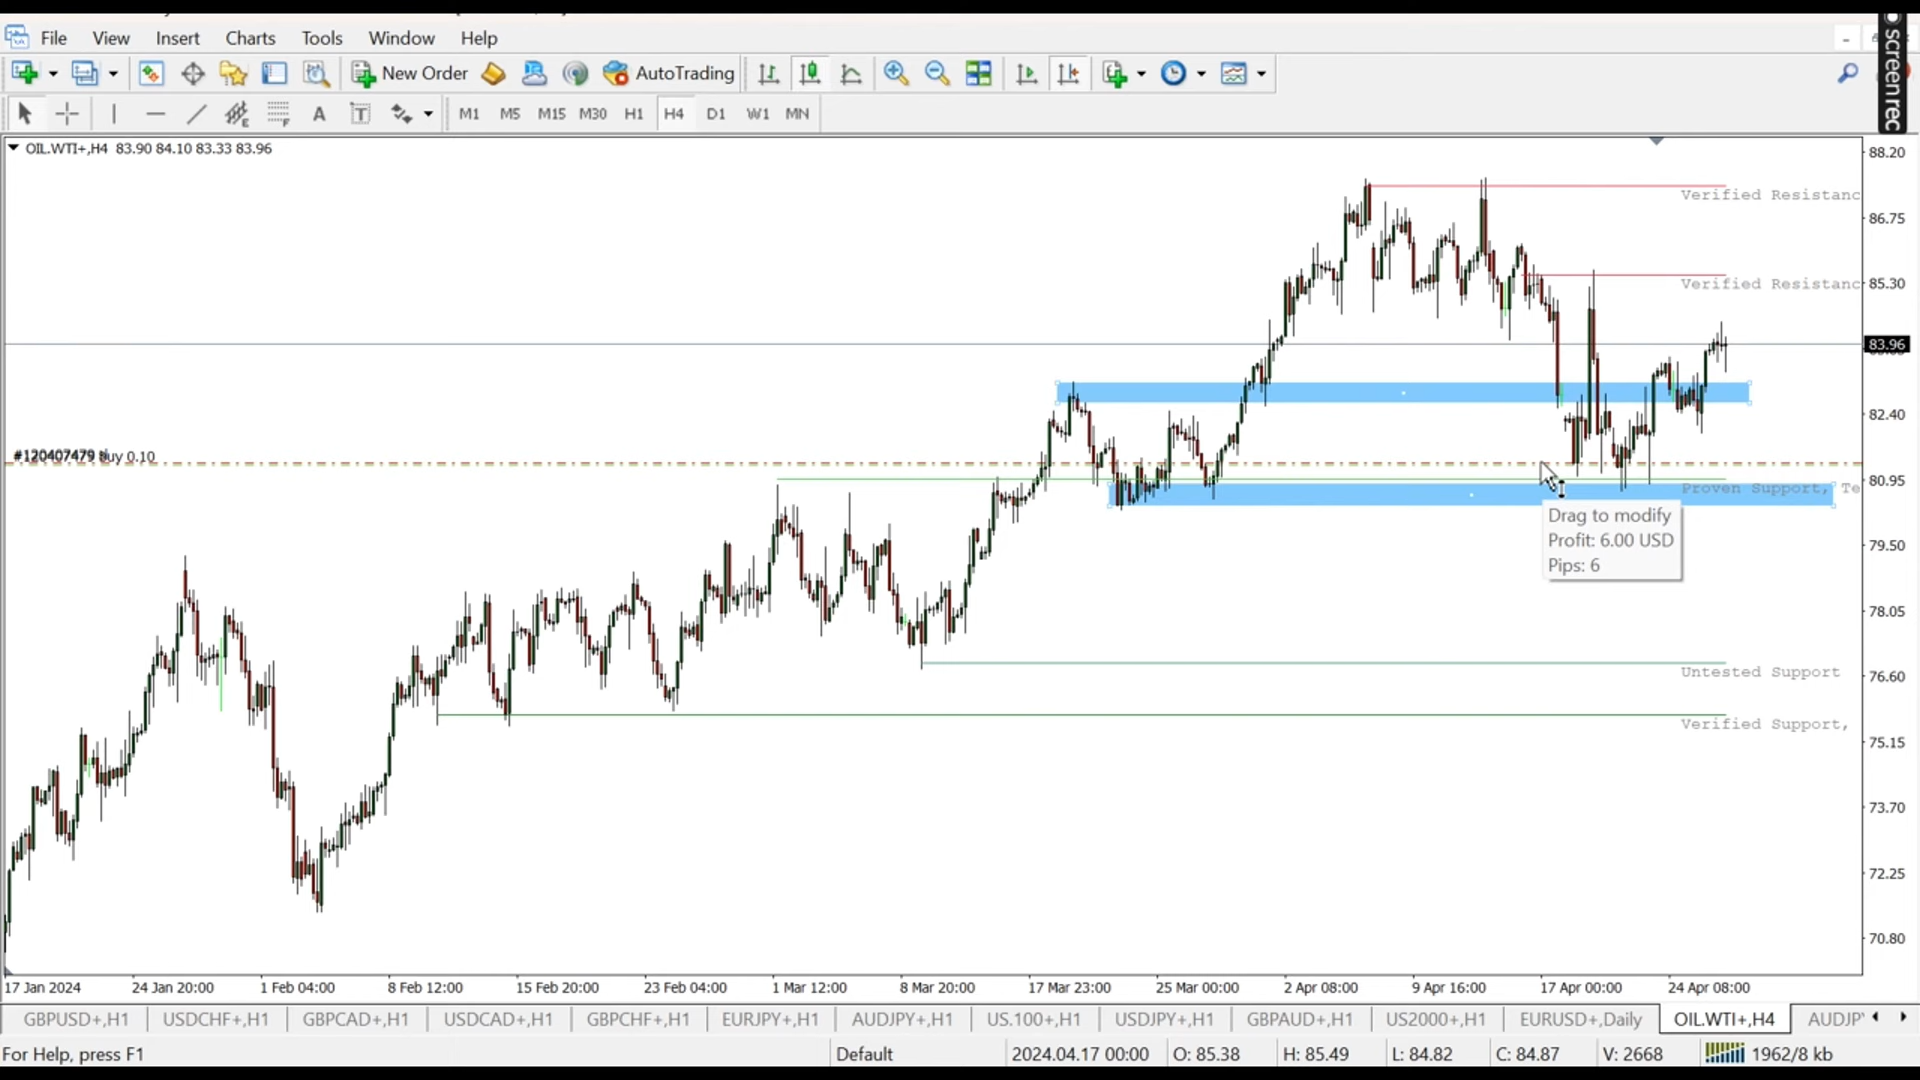 File View Insert Charts Tools Window Help
New Order AutoTrading
A T M1 M5 M15 M30 H1 H4 D1 W1 MN
screenrec
OIL.WTI+,H4 83.90 84.10 83.33 83.96
88.20
Verified Resistanc
86.75
Verified Resistanc
85.30
83.96
82.40
#120407479 buy 0.10
80.95
Proven Support, Te
Drag to modify
Profit: 6.00 USD
Pips: 6
79.50
78.05
Untested Support
76.60
Verified Support,
75.15
73.70
72.25
70.80
17 Jan 2024 24 Jan 20:00 1 Feb 04:00 8 Feb 12:00 15 Feb 20:00 23 Feb 04:00 1 Mar 12:00 8 Mar 20:00 17 Mar 23:00 25 Mar 00:00 2 Apr 08:00 9 Apr 16:00 17 Apr 00:00 24 Apr 08:00
GBPUSD+,H1 USDCHF+,H1 GBPCAD+,H1 USDCAD+,H1 GBPCHF+,H1 EURJPY+,H1 AUDJPY+,H1 US.100+,H1 USDJPY+,H1 GBPAUD+,H1 US2000+,H1 EURUSD+,Daily OIL.WTI+,H4 AUDJP
For Help, press F1 Default 2024.04.17 00:00 O: 85.38 H: 85.49 L: 84.82 C: 84.87 V: 2668 1962/8 kb